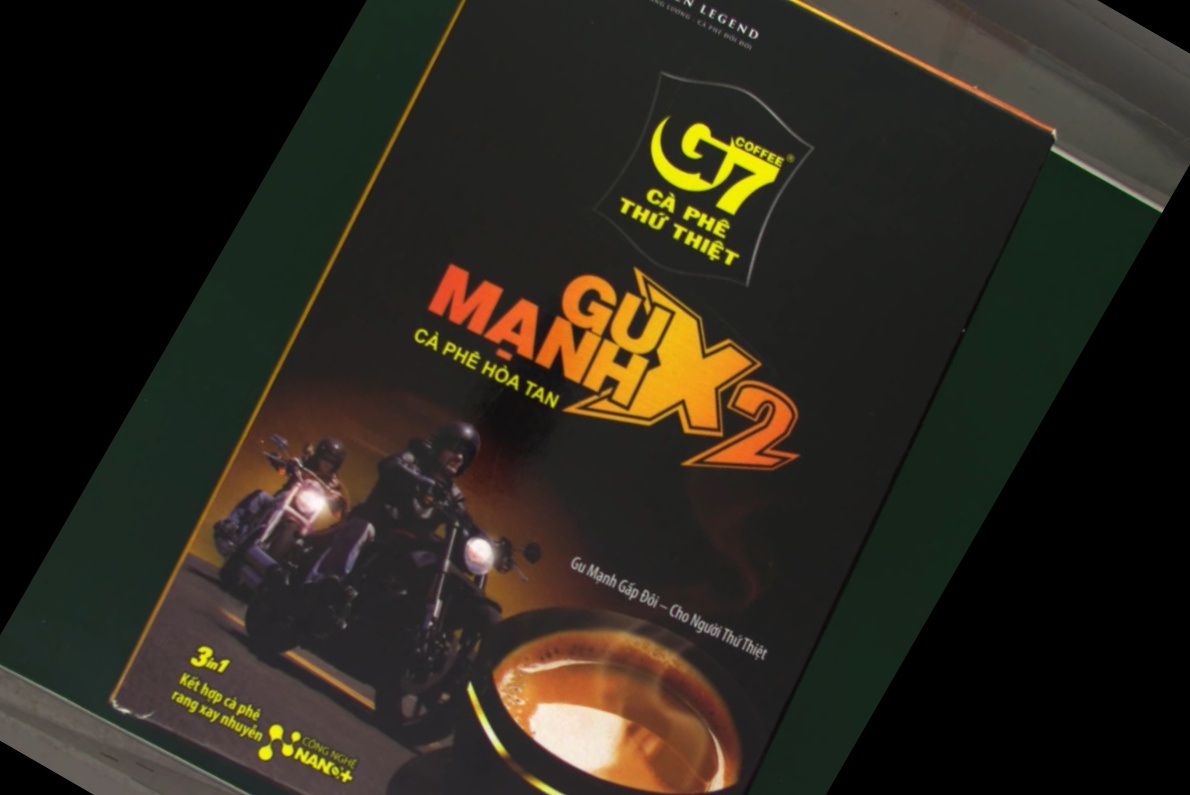 LEGEND
G7
COFFEE®
CÀ PHÊ
THỨ THIỆT
GU
MẠNH
X2
CÀ PHÊ HÒA TAN
Gu Mạnh Gấp Đôi – Cho Người Thứ Thiệt
3in1
Kết hợp cà phê
rang xay nhuyễn
CÔNG NGHỆ
NANO+